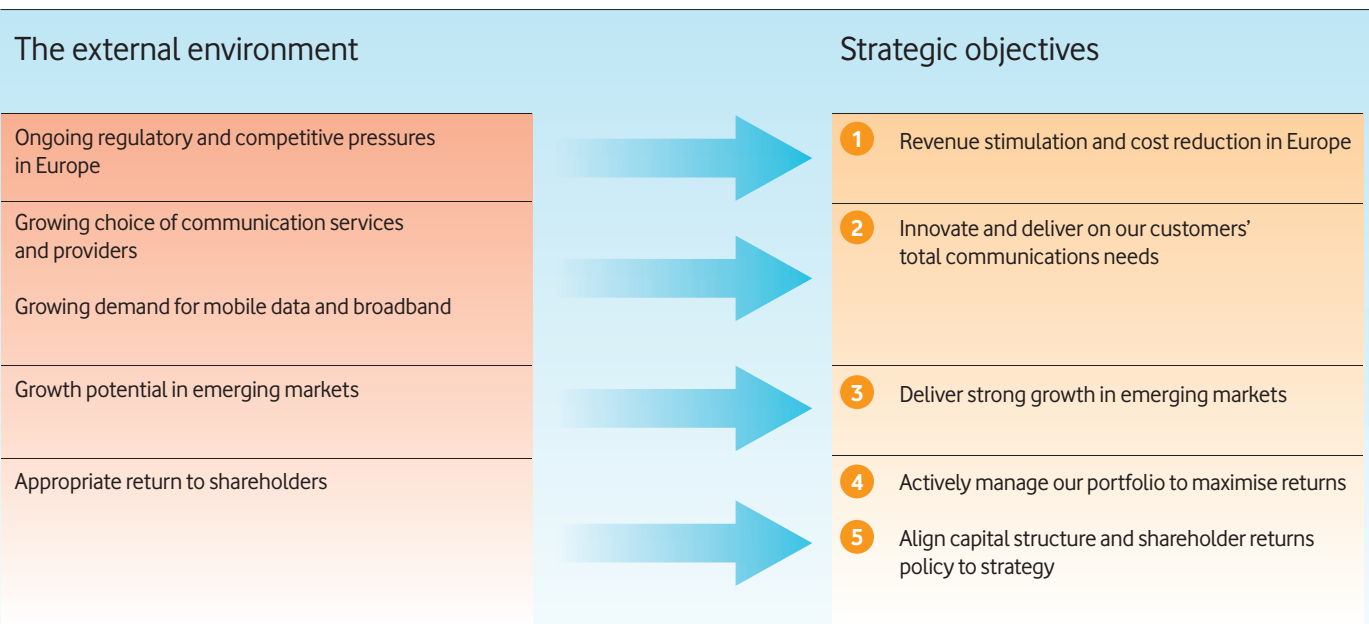 The external environment
Strategic objectives
Ongoing regulatory and competitive pressures
in Europe
1 Revenue stimulation and cost reduction in Europe
Growing choice of communication services
and providers
Growing demand for mobile data and broadband
2 Innovate and deliver on our customers’
total communications needs
Growth potential in emerging markets
3 Deliver strong growth in emerging markets
Appropriate return to shareholders
4 Actively manage our portfolio to maximise returns
5 Align capital structure and shareholder returns
policy to strategy